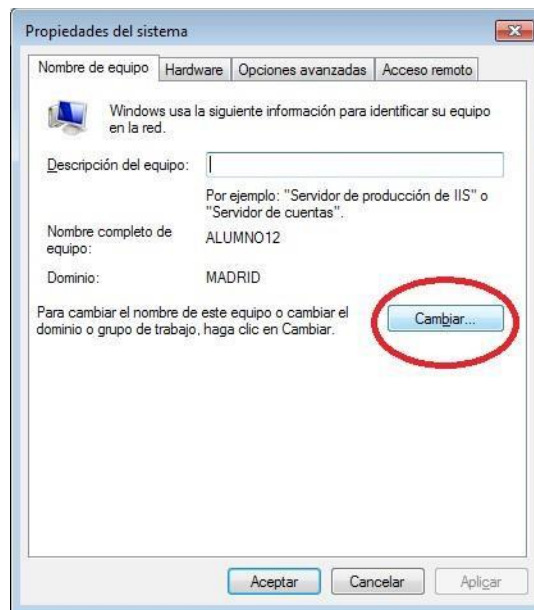 Propiedades del sistema
Nombre de equipo Hardware Opciones avanzadas Acceso remoto
Windows usa la siguiente información para identificar su equipo
en la red.
Descripción del equipo:
Por ejemplo: "Servidor de producción de IIS" o
"Servidor de cuentas".
Nombre completo de
equipo:
ALUMNO12
Dominio: MADRID
Para cambiar el nombre de este equipo o cambiar el
dominio o grupo de trabajo, haga clic en Cambiar.
Cambiar...
Aceptar Cancelar Aplicar